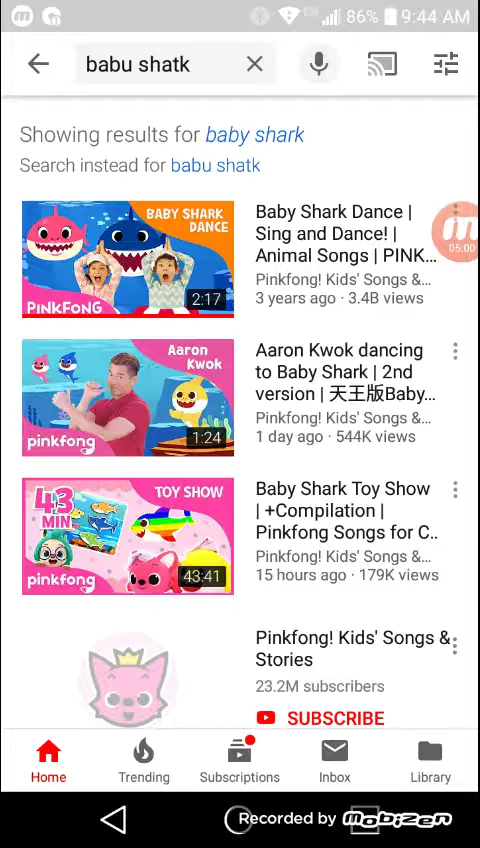 86% 9:44 AM
babu shatk
Showing results for baby shark
Search instead for babu shatk
BABY SHARK
DANCE
PINKFONG
2:17
Baby Shark Dance |
Sing and Dance! |
Animal Songs | PINK...
Pinkfong! Kids' Songs &...
3 years ago · 3.4B views
05:00
Aaron
Kwok
pinkfong
1:24
Aaron Kwok dancing
to Baby Shark | 2nd
version | 天王版Baby...
Pinkfong! Kids' Songs &...
1 day ago · 544K views
43
MIN
TOY SHOW
pinkfong
43:41
Baby Shark Toy Show
| +Compilation |
Pinkfong Songs for C...
Pinkfong! Kids' Songs &...
15 hours ago · 179K views
Pinkfong! Kids' Songs &
Stories
23.2M subscribers
SUBSCRIBE
Home Trending Subscriptions Inbox Library
Recorded by Mobizen